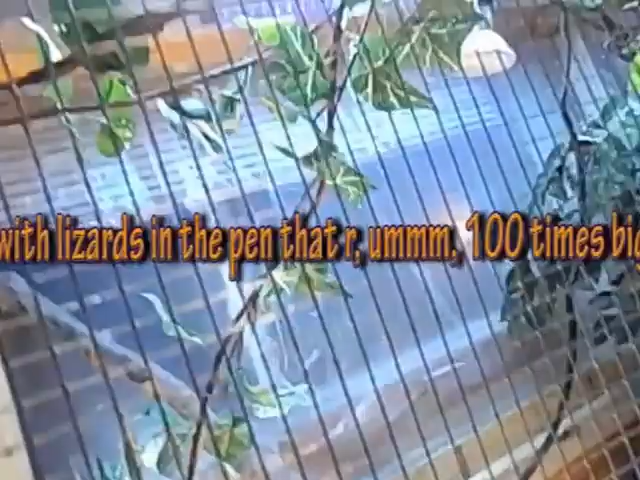 with lizards in the pen that r, ummm, 100 times big